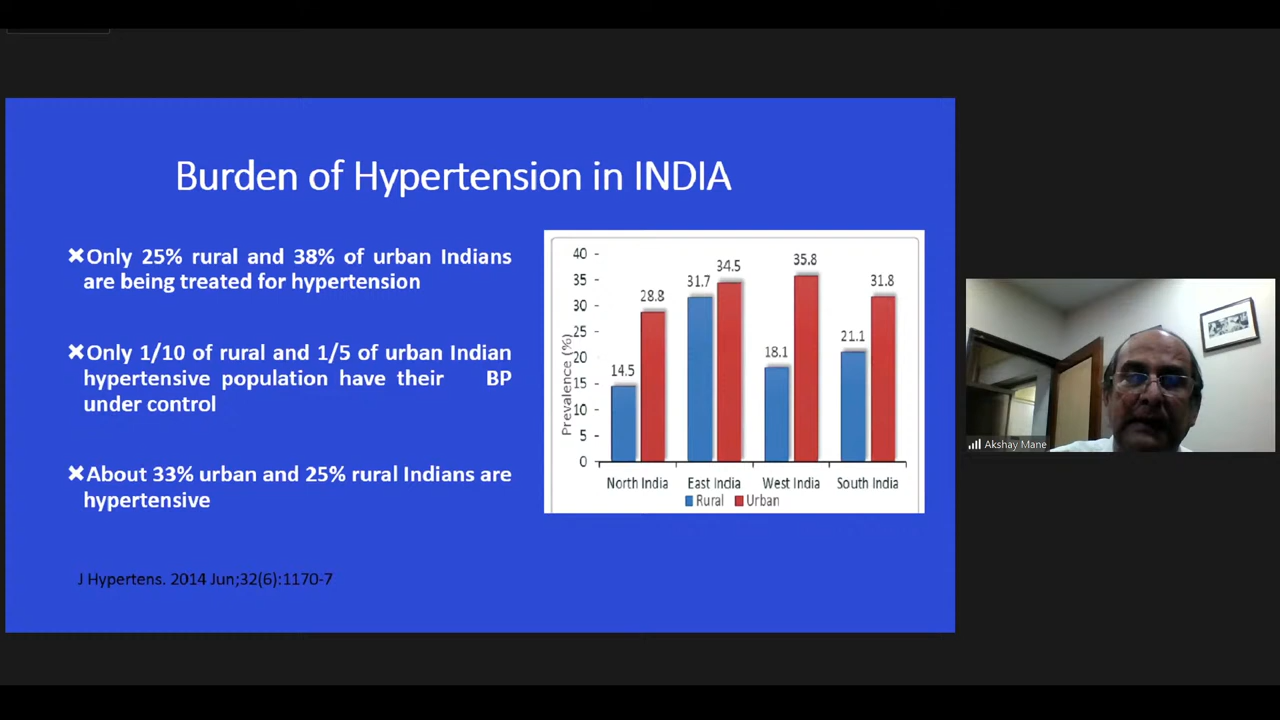 Burden of Hypertension in INDIA
✖Only 25% rural and 38% of urban Indians
are being treated for hypertension
✖Only 1/10 of rural and 1/5 of urban Indian
hypertensive population have their BP
under control
✖About 33% urban and 25% rural Indians are
hypertensive
J Hypertens. 2014 Jun;32(6):1170-7
Prevalence (%)
40
35
30
25
20
15
10
5
0
14.5
28.8
31.7
34.5
18.1
35.8
21.1
31.8
North India East India West India South India
Rural Urban
Akshay Mane